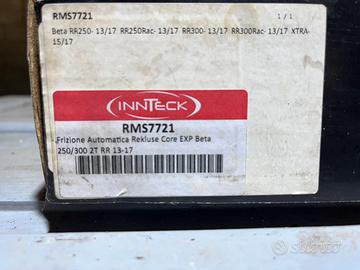 RMS7721
1 / 1
Beta RR250- 13/17 RR250Rac- 13/17 RR300- 13/17 RR300Rac- 13/17 XTRA-
15/17
INNTECK
RMS7721
Frizione Automatica Rekluse Core EXP Beta
250/300 2T RR 13-17
subito